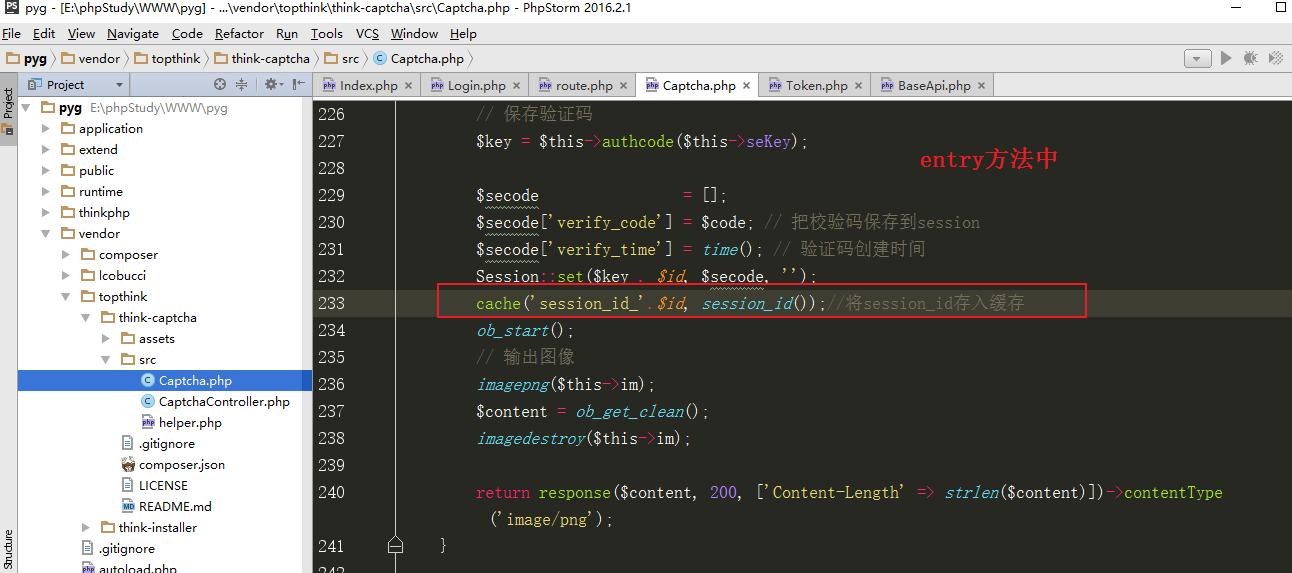 pyg - [E:\phpStudy\WWW\pyg] - ...\vendor\topthink\think-captcha\src\Captcha.php - PhpStorm 2016.2.1
File Edit View Navigate Code Refactor Run Tools VCS Window Help
pyg vendor topthink think-captcha src Captcha.php
Project
Index.php Login.php route.php Captcha.php Token.php BaseApi.php
Project
pyg E:\phpStudy\WWW\pyg
application
extend
public
runtime
thinkphp
vendor
composer
lcobucci
topthink
think-captcha
assets
src
Captcha.php
CaptchaController.php
helper.php
.gitignore
composer.json
LICENSE
README.md
think-installer
.gitignore
autoload.php
Structure
226 // 保存验证码
227 $key = $this->authcode($this->seKey);
entry方法中
228
229 $secode = [];
230 $secode['verify_code'] = $code; // 把校验码保存到session
231 $secode['verify_time'] = time(); // 验证码创建时间
232 Session::set($key . $id, $secode, '');
233 cache('session_id_'.$id, session_id());//将session_id存入缓存
234 ob_start();
235 // 输出图像
236 imagepng($this->im);
237 $content = ob_get_clean();
238 imagedestroy($this->im);
239
240 return response($content, 200, ['Content-Length' => strlen($content)])->contentType
('image/png');
241 }